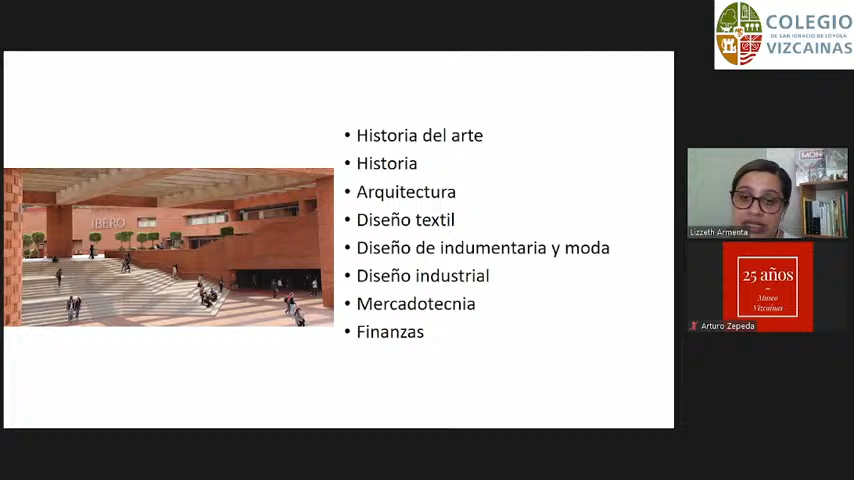 COLEGIO
DE SAN IGNACIO DE LOYOLA
VIZCAINAS
• Historia del arte
• Historia
• Arquitectura
• Diseño textil
• Diseño de indumentaria y moda
• Diseño industrial
• Mercadotecnia
• Finanzas
IBERO
MON
Lizzeth Armenta
25 años
Museo
Vizcaínas
Arturo Zepeda